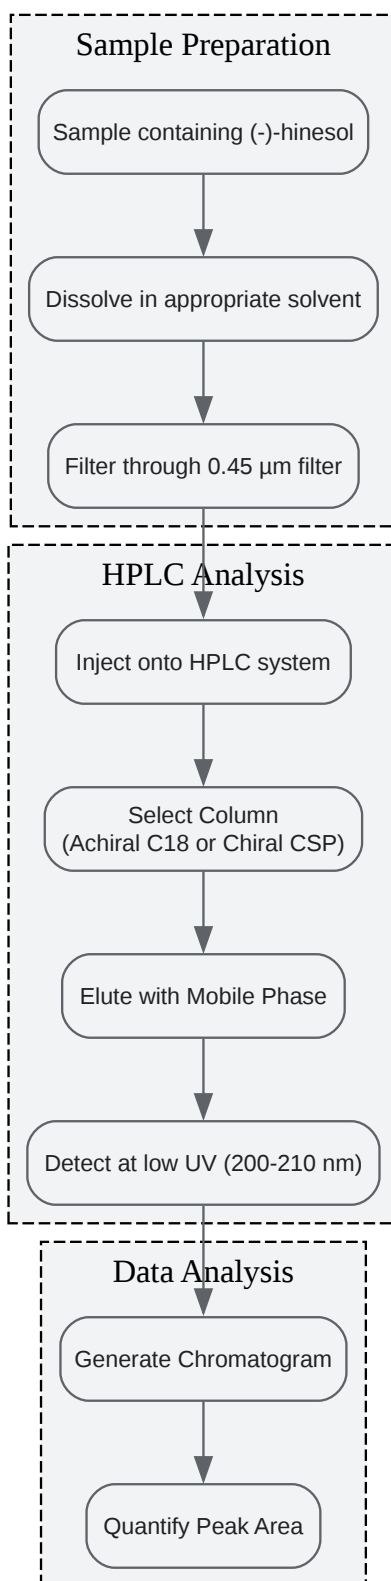 Sample Preparation
Sample containing (-)-hinesol
Dissolve in appropriate solvent
Filter through 0.45 µm filter
HPLC Analysis
Inject onto HPLC system
Select Column
(Achiral C18 or Chiral CSP)
Elute with Mobile Phase
Detect at low UV (200-210 nm)
Data Analysis
Generate Chromatogram
Quantify Peak Area